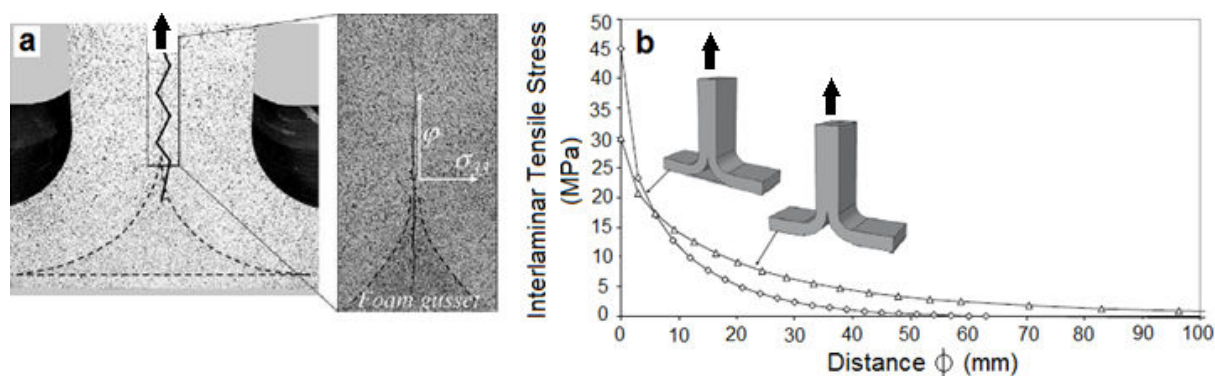 a
φ
σ33
Foam gusset
b
Interlaminar Tensile Stress
(MPa)
50
45
40
35
30
25
20
15
10
5
0
0
10
20
30
40
50
60
70
80
90
100
Distance ϕ (mm)